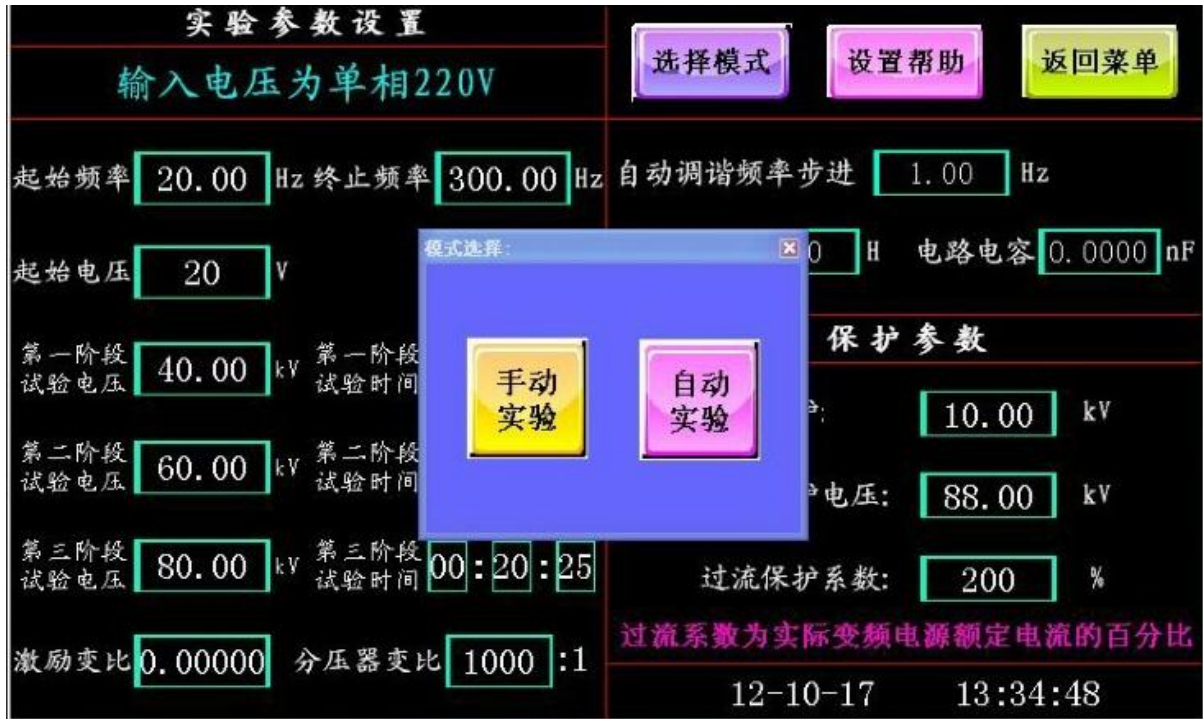 实验参数设置
选择模式
设置帮助
返回菜单
输入电压为单相220V
起始频率 20.00 Hz 终止频率 300.00 Hz
自动调谐频率步进 1.00 Hz
模式选择:
0 H 电路电容 0.0000 nF
起始电压 20 V
手动
实验
自动
实验
保护参数
第一阶段
试验电压 40.00 kV
第一阶段
试验时间
10.00 kV
第二阶段
试验电压 60.00 kV
第二阶段
试验时间
电压: 88.00 kV
第三阶段
试验电压 80.00 kV
第三阶段
试验时间 00:20:25
过流保护系数: 200 %
过流系数为实际变频电源额定电流的百分比
激励变比 0.00000 分压器变比 1000 :1
12-10-17 13:34:48